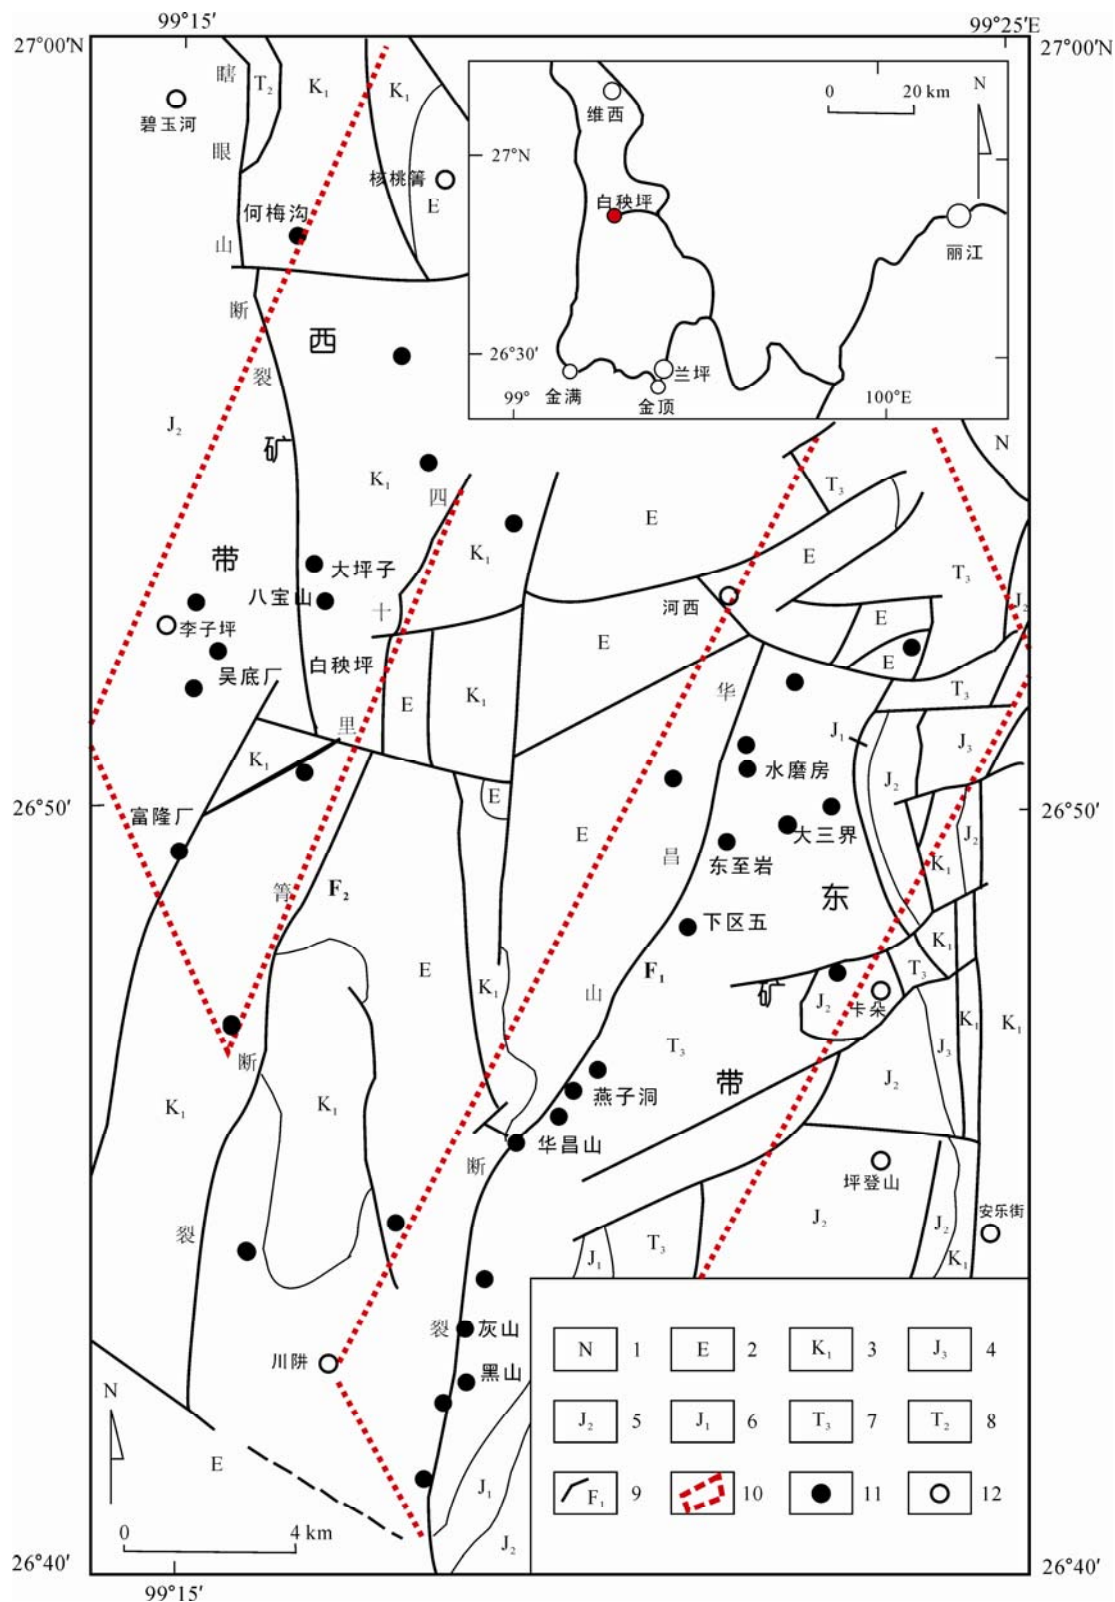 99°15′
99°25′E
27°00′N
27°00′N
瞎
T2
K1
K1
碧玉河
眼
核桃箐
E
何梅沟
山
断
西
裂
J2
矿
K1
四
带
大坪子
八宝山
十
李子坪
吴底厂
白秧坪
里
K1
富隆厂
箐
F2
断
K1
K1
裂
0 20 km
N
维西
27°N
白秧坪
丽江
26°30′
兰坪
金满
金顶
99°
100°E
N
T3
E
K1
E
T3
J2
河西
E
E
E
T3
华
E
K1
J1
J3
J2
水磨房
E
E
大三界
J2
26°50′
26°50′
昌
东至岩
K1
东
下区五
K1
E
F1
T3
K1
山
矿
J2
卡朵
K1
K1
T3
J3
带
J2
燕子洞
华昌山
断
坪登山
J2
J2
安乐街
K1
J1
T3
裂
灰山
川阱
黑山
N
E
J1
J2
0 4 km
N 1
E 2
K1 3
J3 4
J2 5
J1 6
T3 7
T2 8
F1 9
10
11
12
26°40′
26°40′
99°15′